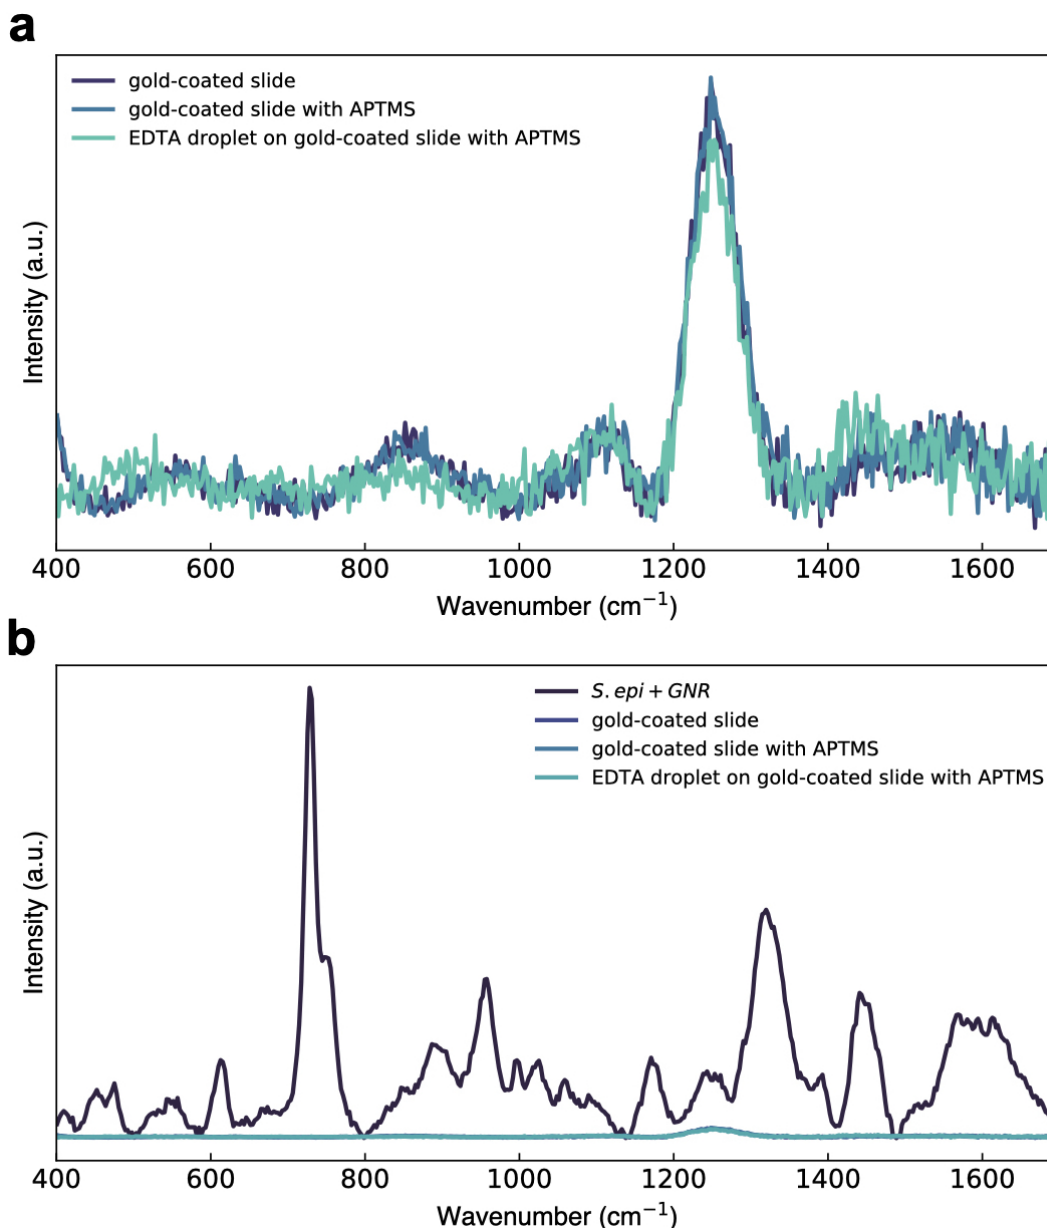 a
gold-coated slide
gold-coated slide with APTMS
EDTA droplet on gold-coated slide with APTMS
Intensity (a.u.)
400 600 800 1000 1200 1400 1600
Wavenumber (cm⁻¹)
b
S. epi + GNR
gold-coated slide
gold-coated slide with APTMS
EDTA droplet on gold-coated slide with APTMS
Intensity (a.u.)
400 600 800 1000 1200 1400 1600
Wavenumber (cm⁻¹)